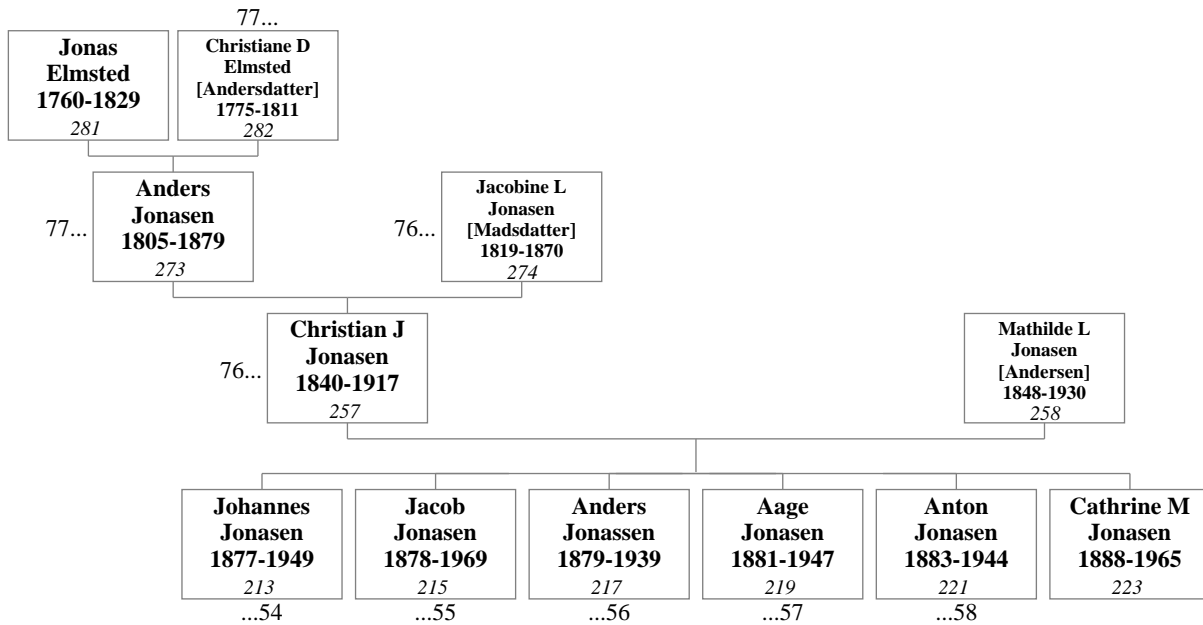 77...
Jonas
Elmsted
1760-1829
281
Christiane D
Elmsted
[Andersdatter]
1775-1811
282
77...
Anders
Jonasen
1805-1879
273
76...
Jacobine L
Jonasen
[Madsdatter]
1819-1870
274
76...
Christian J
Jonasen
1840-1917
257
Mathilde L
Jonasen
[Andersen]
1848-1930
258
Johannes
Jonasen
1877-1949
213
...54
Jacob
Jonasen
1878-1969
215
...55
Anders
Jonassen
1879-1939
217
...56
Aage
Jonasen
1881-1947
219
...57
Anton
Jonasen
1883-1944
221
...58
Cathrine M
Jonasen
1888-1965
223